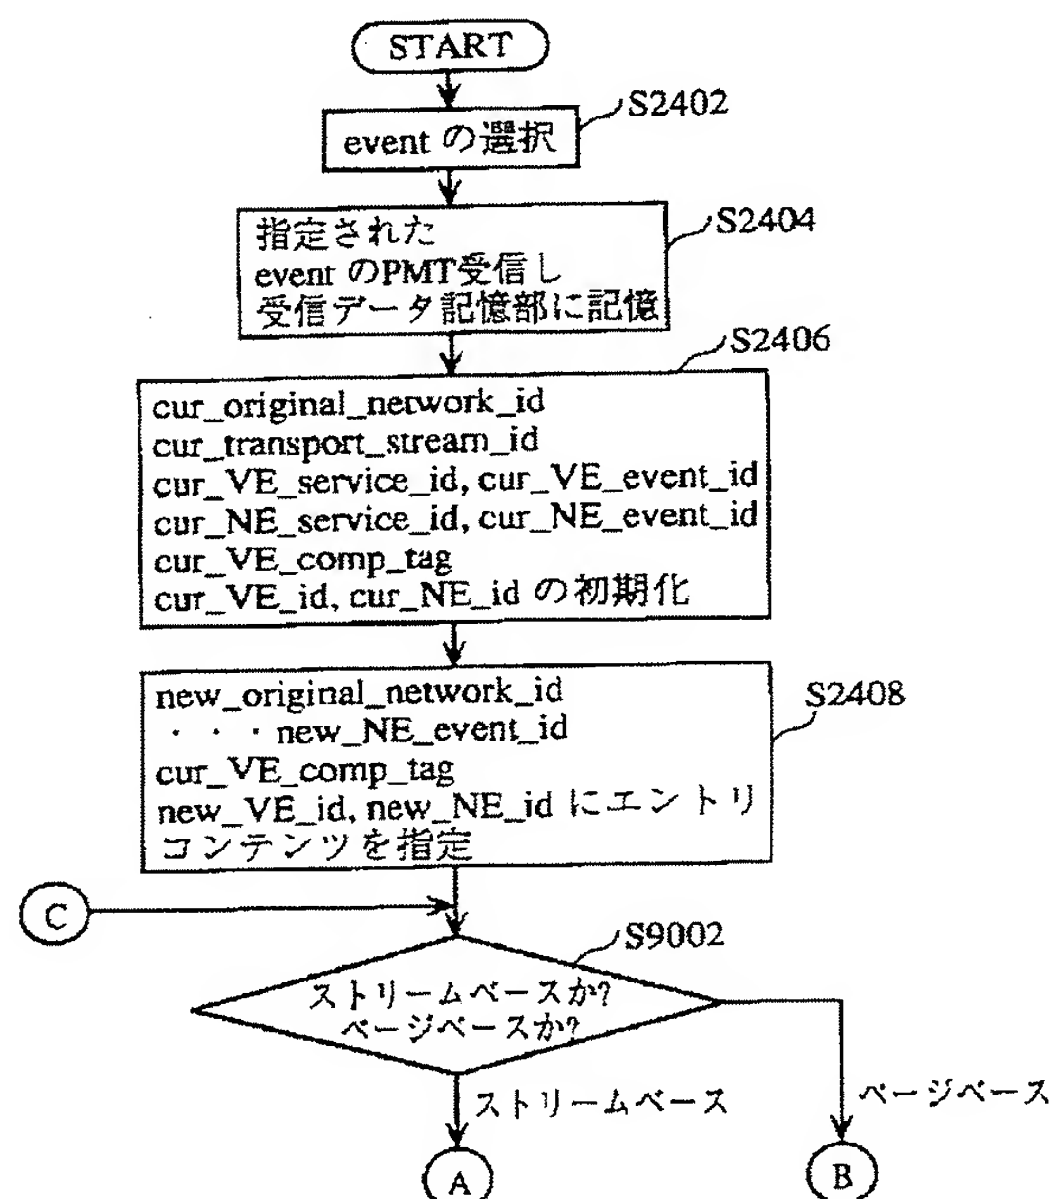 START
S2402
event の選択
S2404
指定された
event のPMT受信し
受信データ記憶部に記憶
S2406
cur_original_network_id
cur_transport_stream_id
cur_VE_service_id, cur_VE_event_id
cur_NE_service_id, cur_NE_event_id
cur_VE_comp_tag
cur_VE_id, cur_NE_id の初期化
S2408
new_original_network_id
・・・new_NE_event_id
cur_VE_comp_tag
new_VE_id, new_NE_id にエントリ
コンテンツを指定
C
S9002
ストリームベースか?
ページベースか?
ストリームベース
ページベース
A
B